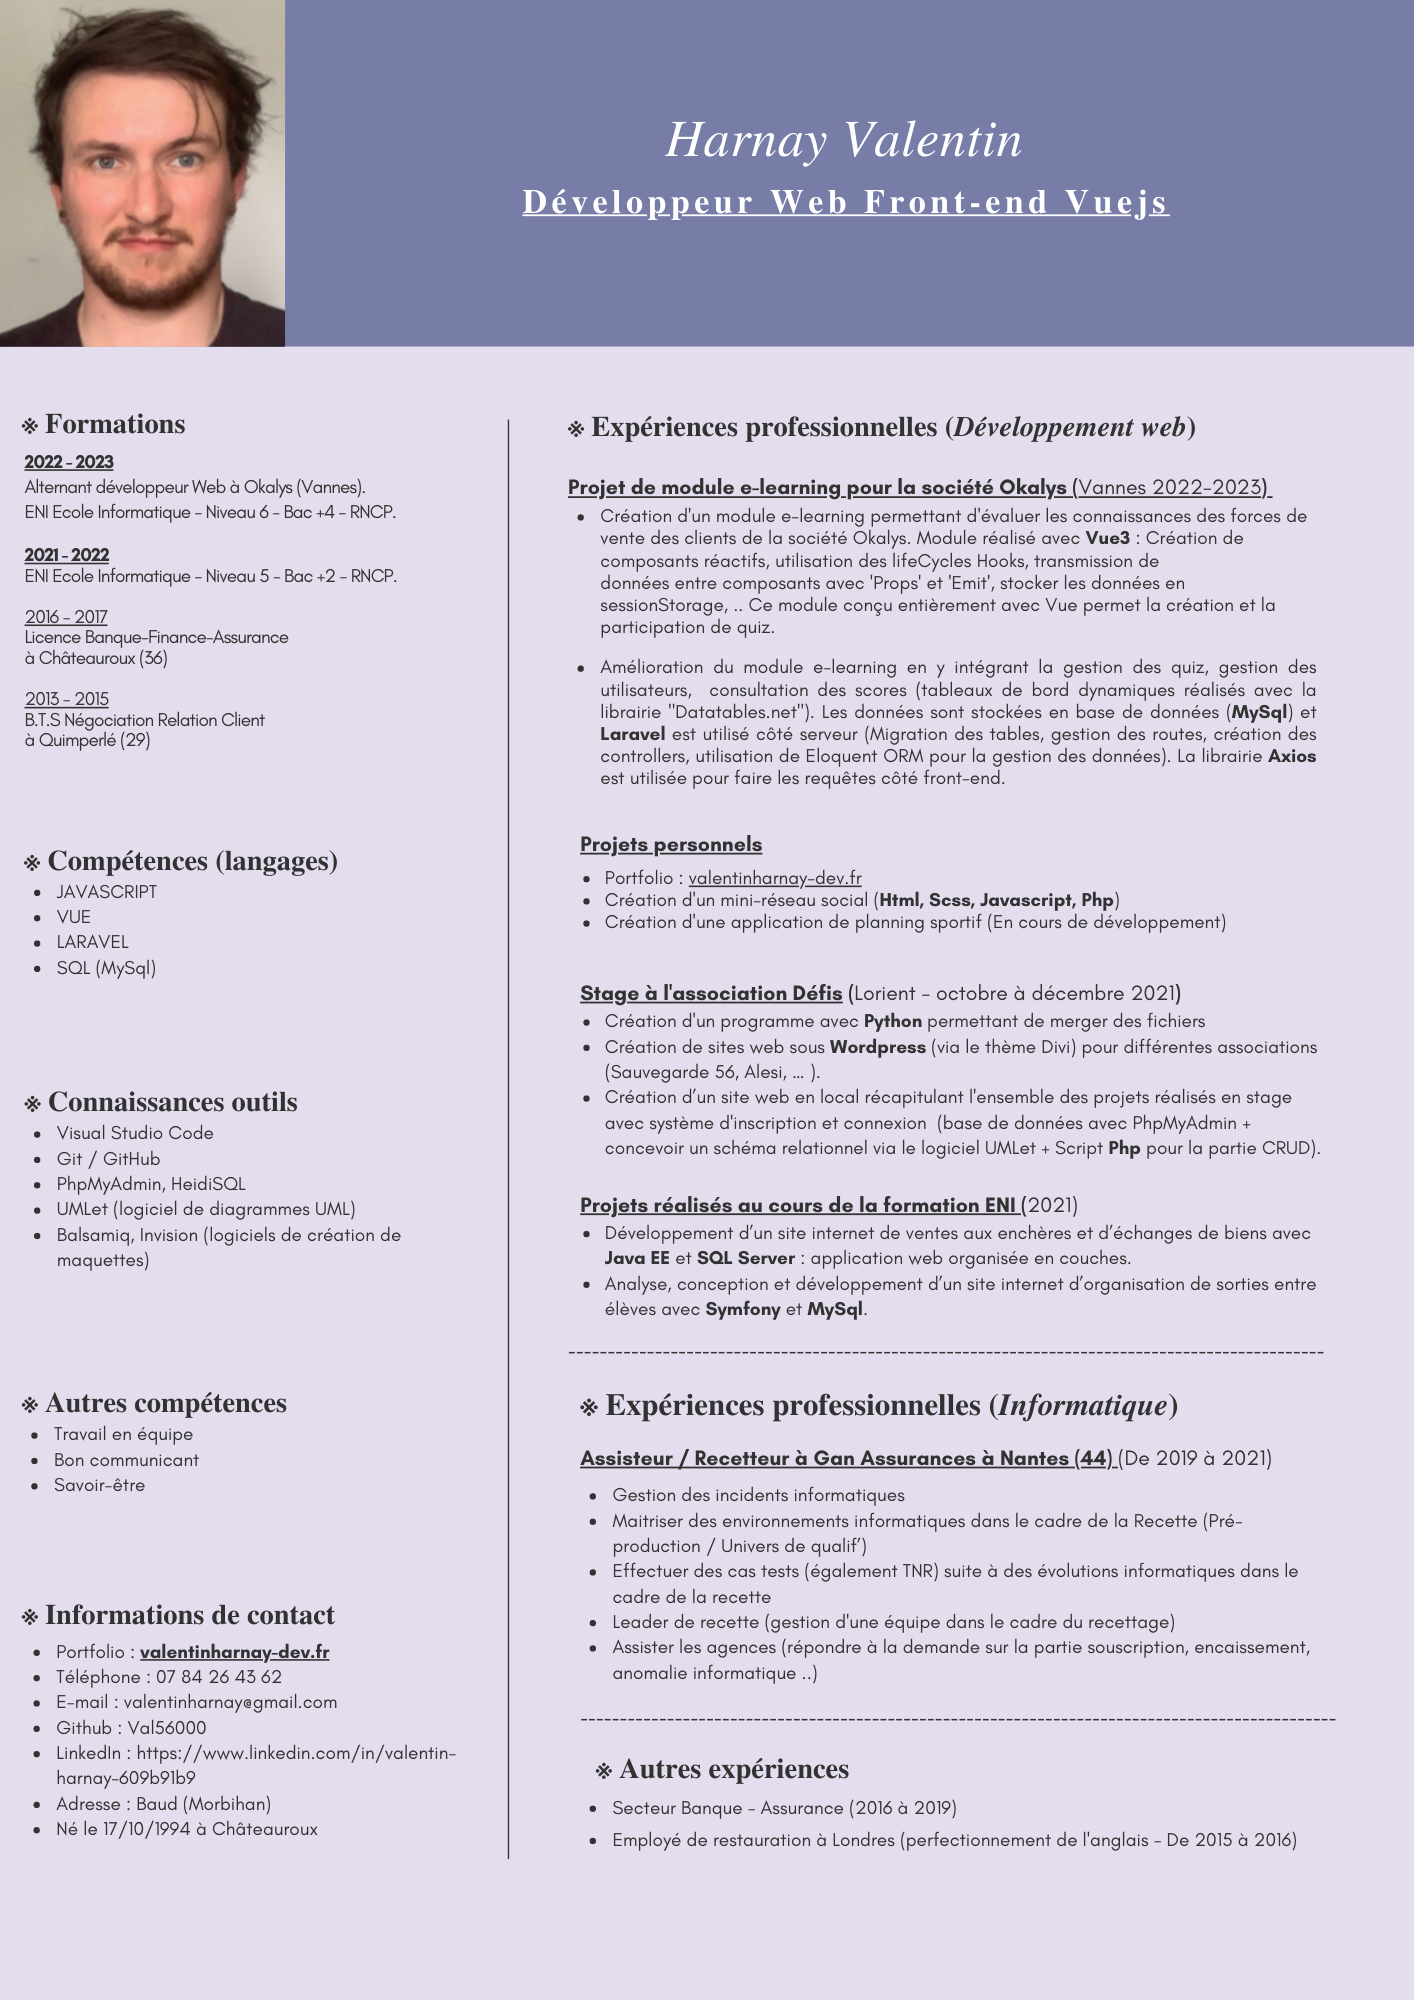 Harnay Valentin
Développeur Web Front-end Vuejs
※ Formations
2022 - 2023
Alternant développeur Web à Okalys (Vannes).
ENI Ecole Informatique - Niveau 6 - Bac +4 - RNCP.
2021 - 2022
ENI Ecole Informatique - Niveau 5 - Bac +2 - RNCP.
2016 - 2017
Licence Banque-Finance-Assurance
à Châteauroux (36)
2013 - 2015
B.T.S Négociation Relation Client
à Quimperlé (29)
※ Compétences (langages)
• JAVASCRIPT
• VUE
• LARAVEL
• SQL (MySql)
※ Connaissances outils
• Visual Studio Code
• Git / GitHub
• PhpMyAdmin, HeidiSQL
• UMLet (logiciel de diagrammes UML)
• Balsamiq, Invision (logiciels de création de
maquettes)
※ Autres compétences
• Travail en équipe
• Bon communicant
• Savoir-être
※ Informations de contact
• Portfolio : valentinharnay-dev.fr
• Téléphone : 07 84 26 43 62
• E-mail : valentinharnay@gmail.com
• Github : Val56000
• LinkedIn : https://www.linkedin.com/in/valentin-
harnay-609b91b9
• Adresse : Baud (Morbihan)
• Né le 17/10/1994 à Châteauroux
※ Expériences professionnelles (Développement web)
Projet de module e-learning pour la société Okalys (Vannes 2022-2023)
• Création d'un module e-learning permettant d'évaluer les connaissances des forces de
vente des clients de la société Okalys. Module réalisé avec Vue3 : Création de
composants réactifs, utilisation des lifeCycles Hooks, transmission de
données entre composants avec 'Props' et 'Emit', stocker les données en
sessionStorage, .. Ce module conçu entièrement avec Vue permet la création et la
participation de quiz.
• Amélioration du module e-learning en y intégrant la gestion des quiz, gestion des
utilisateurs, consultation des scores (tableaux de bord dynamiques réalisés avec la
librairie "Datatables.net"). Les données sont stockées en base de données (MySql) et
Laravel est utilisé côté serveur (Migration des tables, gestion des routes, création des
controllers, utilisation de Eloquent ORM pour la gestion des données). La librairie Axios
est utilisée pour faire les requêtes côté front-end.
Projets personnels
• Portfolio : valentinharnay-dev.fr
• Création d'un mini-réseau social (Html, Scss, Javascript, Php)
• Création d'une application de planning sportif (En cours de développement)
Stage à l'association Défis (Lorient - octobre à décembre 2021)
• Création d'un programme avec Python permettant de merger des fichiers
• Création de sites web sous Wordpress (via le thème Divi) pour différentes associations
(Sauvegarde 56, Alesi, ... ).
• Création d’un site web en local récapitulant l'ensemble des projets réalisés en stage
avec système d'inscription et connexion (base de données avec PhpMyAdmin +
concevoir un schéma relationnel via le logiciel UMLet + Script Php pour la partie CRUD).
Projets réalisés au cours de la formation ENI (2021)
• Développement d’un site internet de ventes aux enchères et d’échanges de biens avec
Java EE et SQL Server : application web organisée en couches.
• Analyse, conception et développement d’un site internet d’organisation de sorties entre
élèves avec Symfony et MySql.
------------------------------------------------------------------------------------------------
※ Expériences professionnelles (Informatique)
Assisteur / Recetteur à Gan Assurances à Nantes (44) (De 2019 à 2021)
• Gestion des incidents informatiques
• Maitriser des environnements informatiques dans le cadre de la Recette (Pré-
production / Univers de qualif’)
• Effectuer des cas tests (également TNR) suite à des évolutions informatiques dans le
cadre de la recette
• Leader de recette (gestion d'une équipe dans le cadre du recettage)
• Assister les agences (répondre à la demande sur la partie souscription, encaissement,
anomalie informatique ..)
------------------------------------------------------------------------------------------------
※ Autres expériences
• Secteur Banque - Assurance (2016 à 2019)
• Employé de restauration à Londres (perfectionnement de l'anglais - De 2015 à 2016)